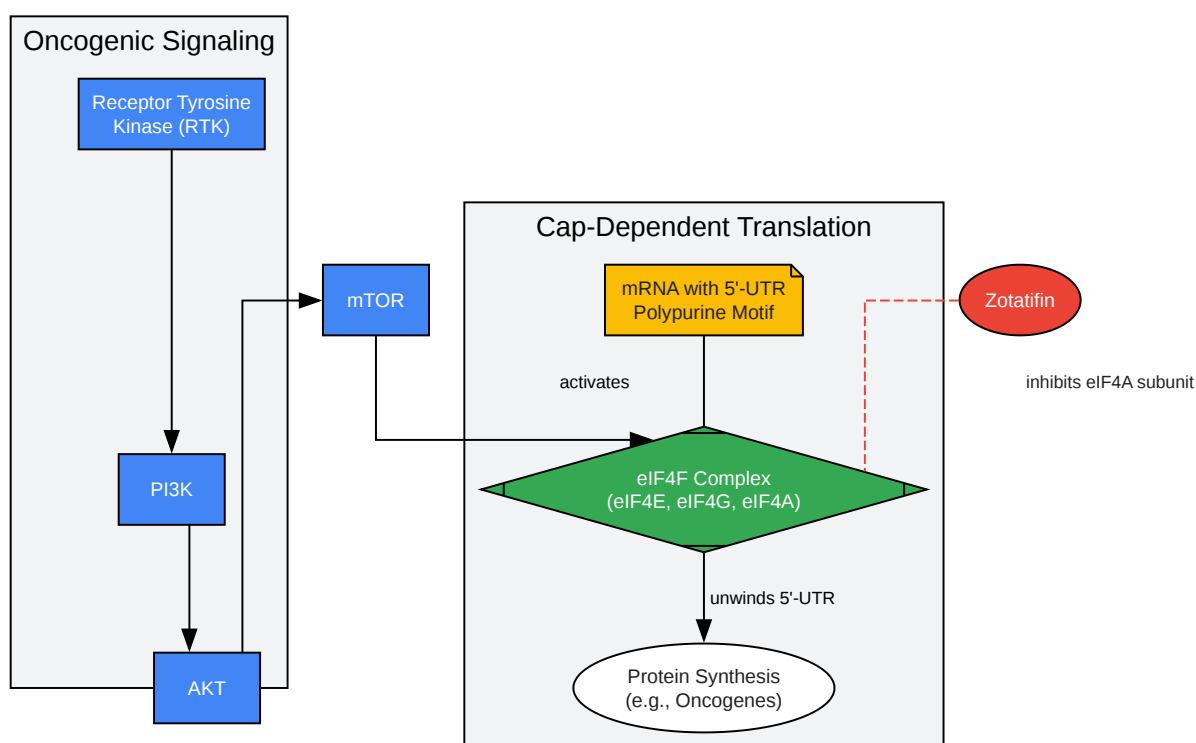 Oncogenic Signaling
Receptor Tyrosine
Kinase (RTK)
PI3K
AKT
mTOR
Cap-Dependent Translation
mRNA with 5'-UTR
Polypurine Motif
activates
eIF4F Complex
(eIF4E, eIF4G, eIF4A)
unwinds 5'-UTR
Protein Synthesis
(e.g., Oncogenes)
Zotatifin
inhibits eIF4A subunit